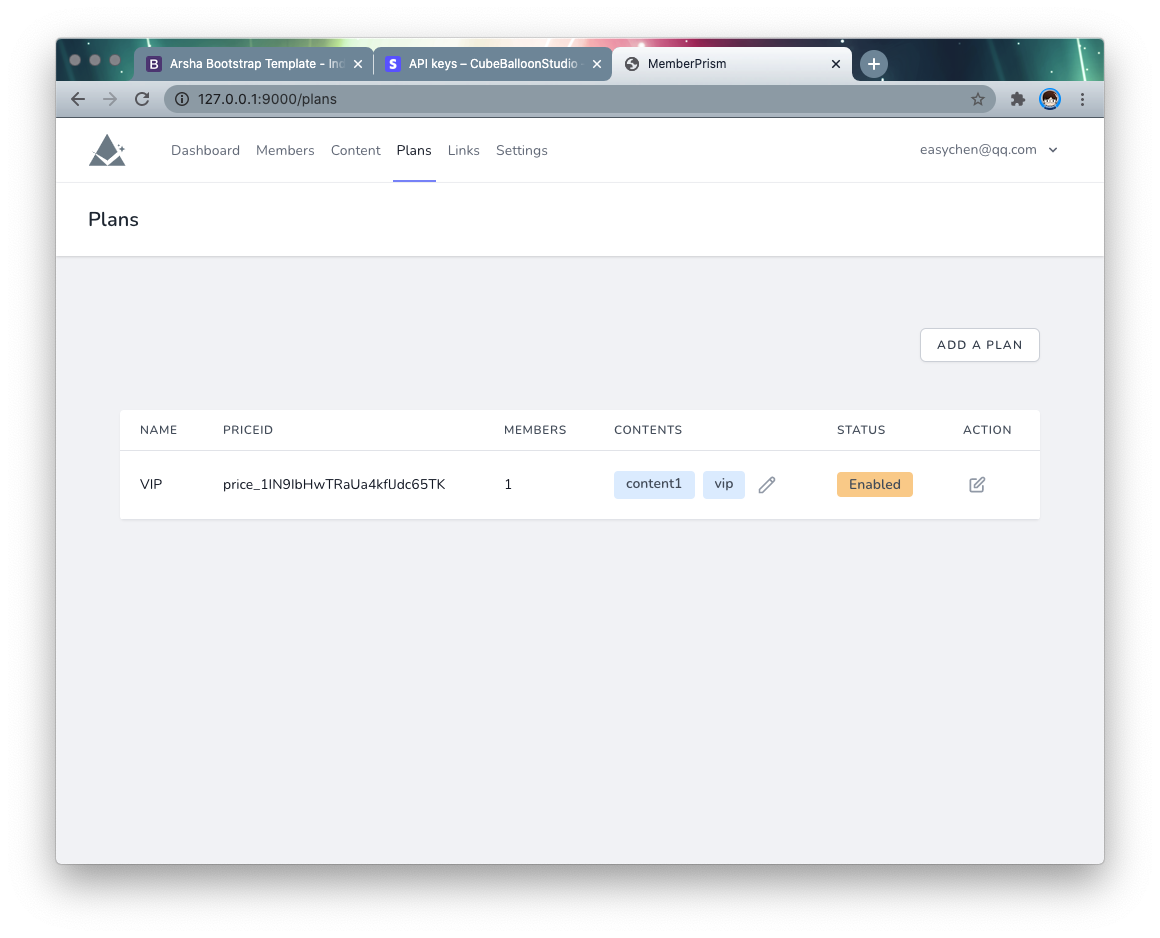 B Arsha Bootstrap Template - Ind
S API keys – CubeBalloonStudio
MemberPrism
127.0.0.1:9000/plans
Dashboard Members Content Plans Links Settings easychen@qq.com
Plans
ADD A PLAN
NAME PRICEID MEMBERS CONTENTS STATUS ACTION
VIP price_1IN9IbHwTRaUa4kfUdc65TK 1 content1 vip Enabled